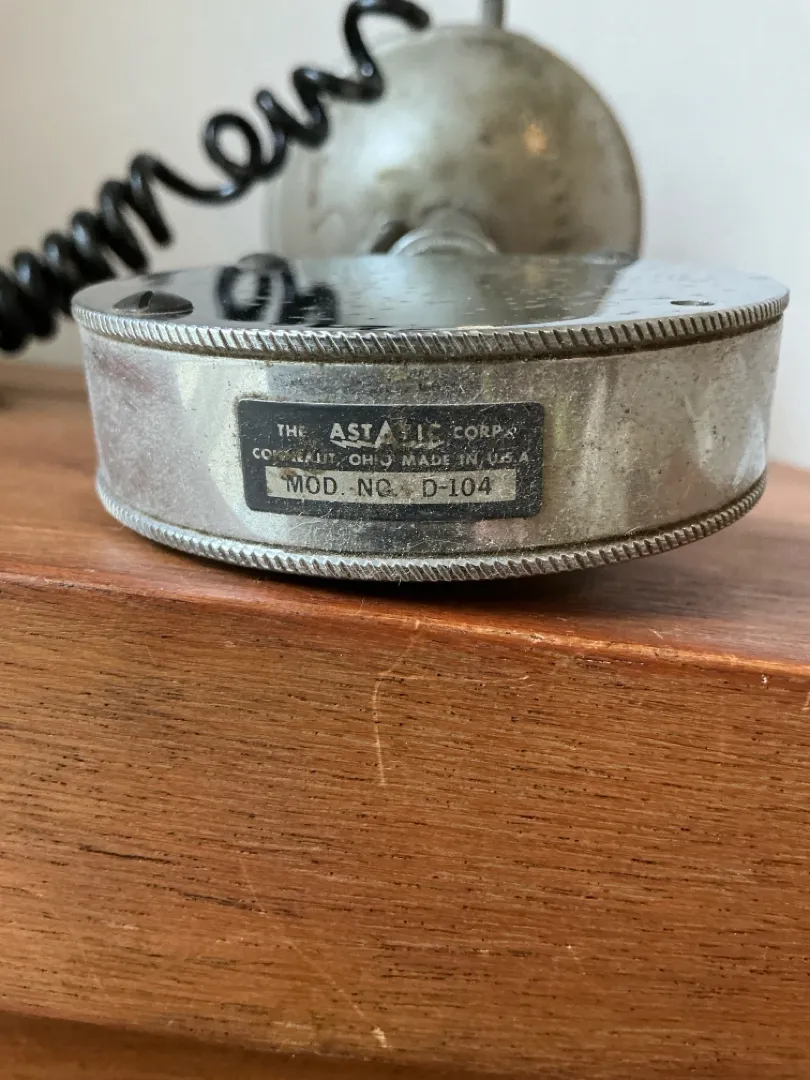 THE ASTATIC CORP.
CONNEAUT, OHIO MADE IN U.S.A
MOD. NO. D-104